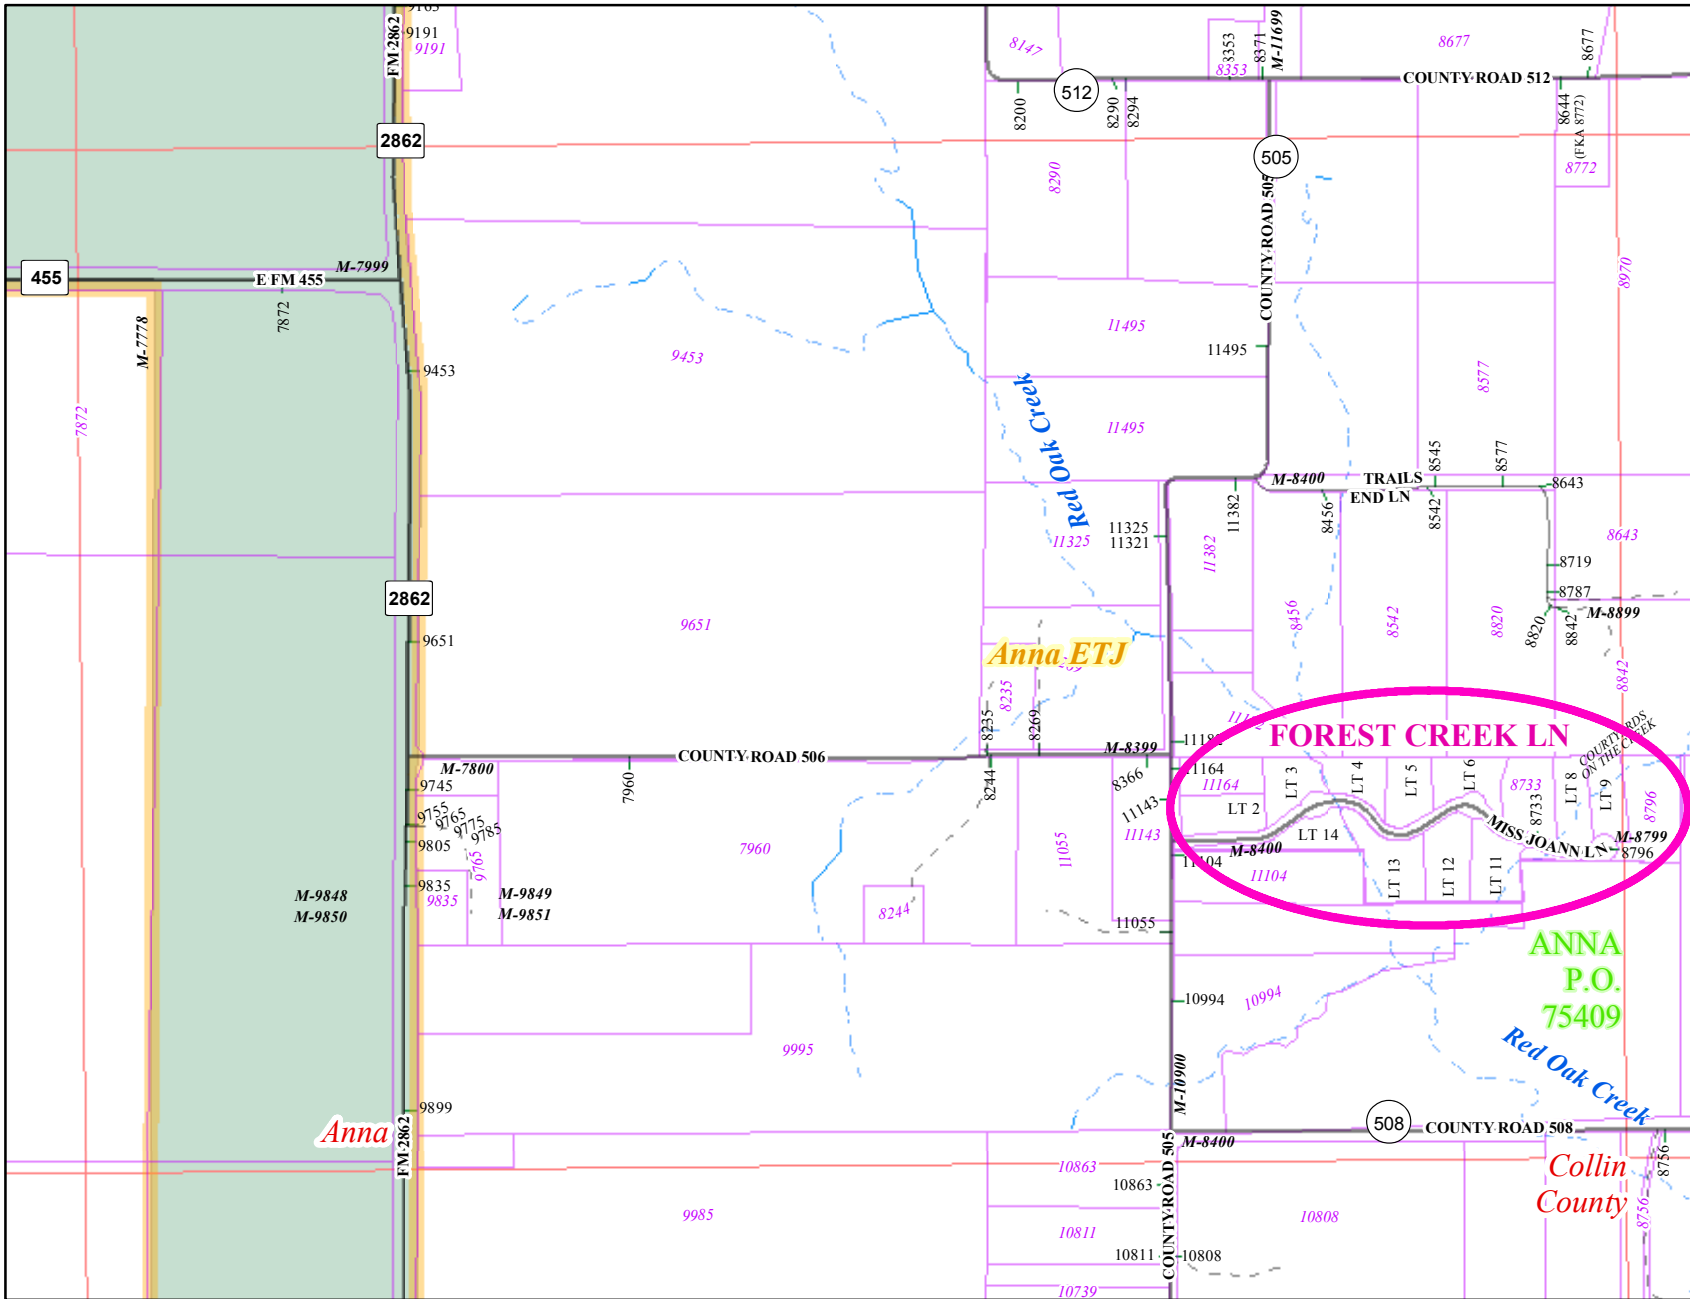 9191
9191
FM 2862
8147
8353
8353
8371
M-11699
8677
8677
COUNTY ROAD 512
512
8200
8290
8294
8644
(FKA 8772)
8772
2862
505
8290
COUNTY ROAD 505
8970
455
E FM 455
M-7999
7872
M-7778
7872
9453
9453
11495
11495
11495
8577
Red Oak Creek
M-8400
TRAILS
END LN
8545
8577
8643
11382
8456
8542
11325
11321
11325
11382
8643
8719
8787
M-8899
8820
8842
2862
9651
9651
8456
8542
8820
Anna ETJ
8235
8842
8235
8269
COUNTY ROAD 506
M-8399
FOREST CREEK LN
COURTYARDS
ON THE CREEK
M-7800
7960
8244
8366
11164
11164
LT 3
LT 4
LT 5
LT 6
8733
LT 8
LT 9
8796
9745
9755
9765
9775
9785
9805
11143
11143
LT 2
LT 14
8733
MISS JOANN LN
M-8799
8796
9765
7960
11055
M-8400
11104
11104
LT 13
LT 12
LT 11
9835
9835
M-9848
M-9850
M-9849
M-9851
8244
11055
ANNA
P.O.
75409
10994
10994
9995
M-10900
Red Oak Creek
9899
Anna
FM 2862
508
COUNTY ROAD 508
M-8400
8756
10863
10863
COUNTY ROAD 505
Collin
County
9985
10811
10811
10808
10808
8756
10739